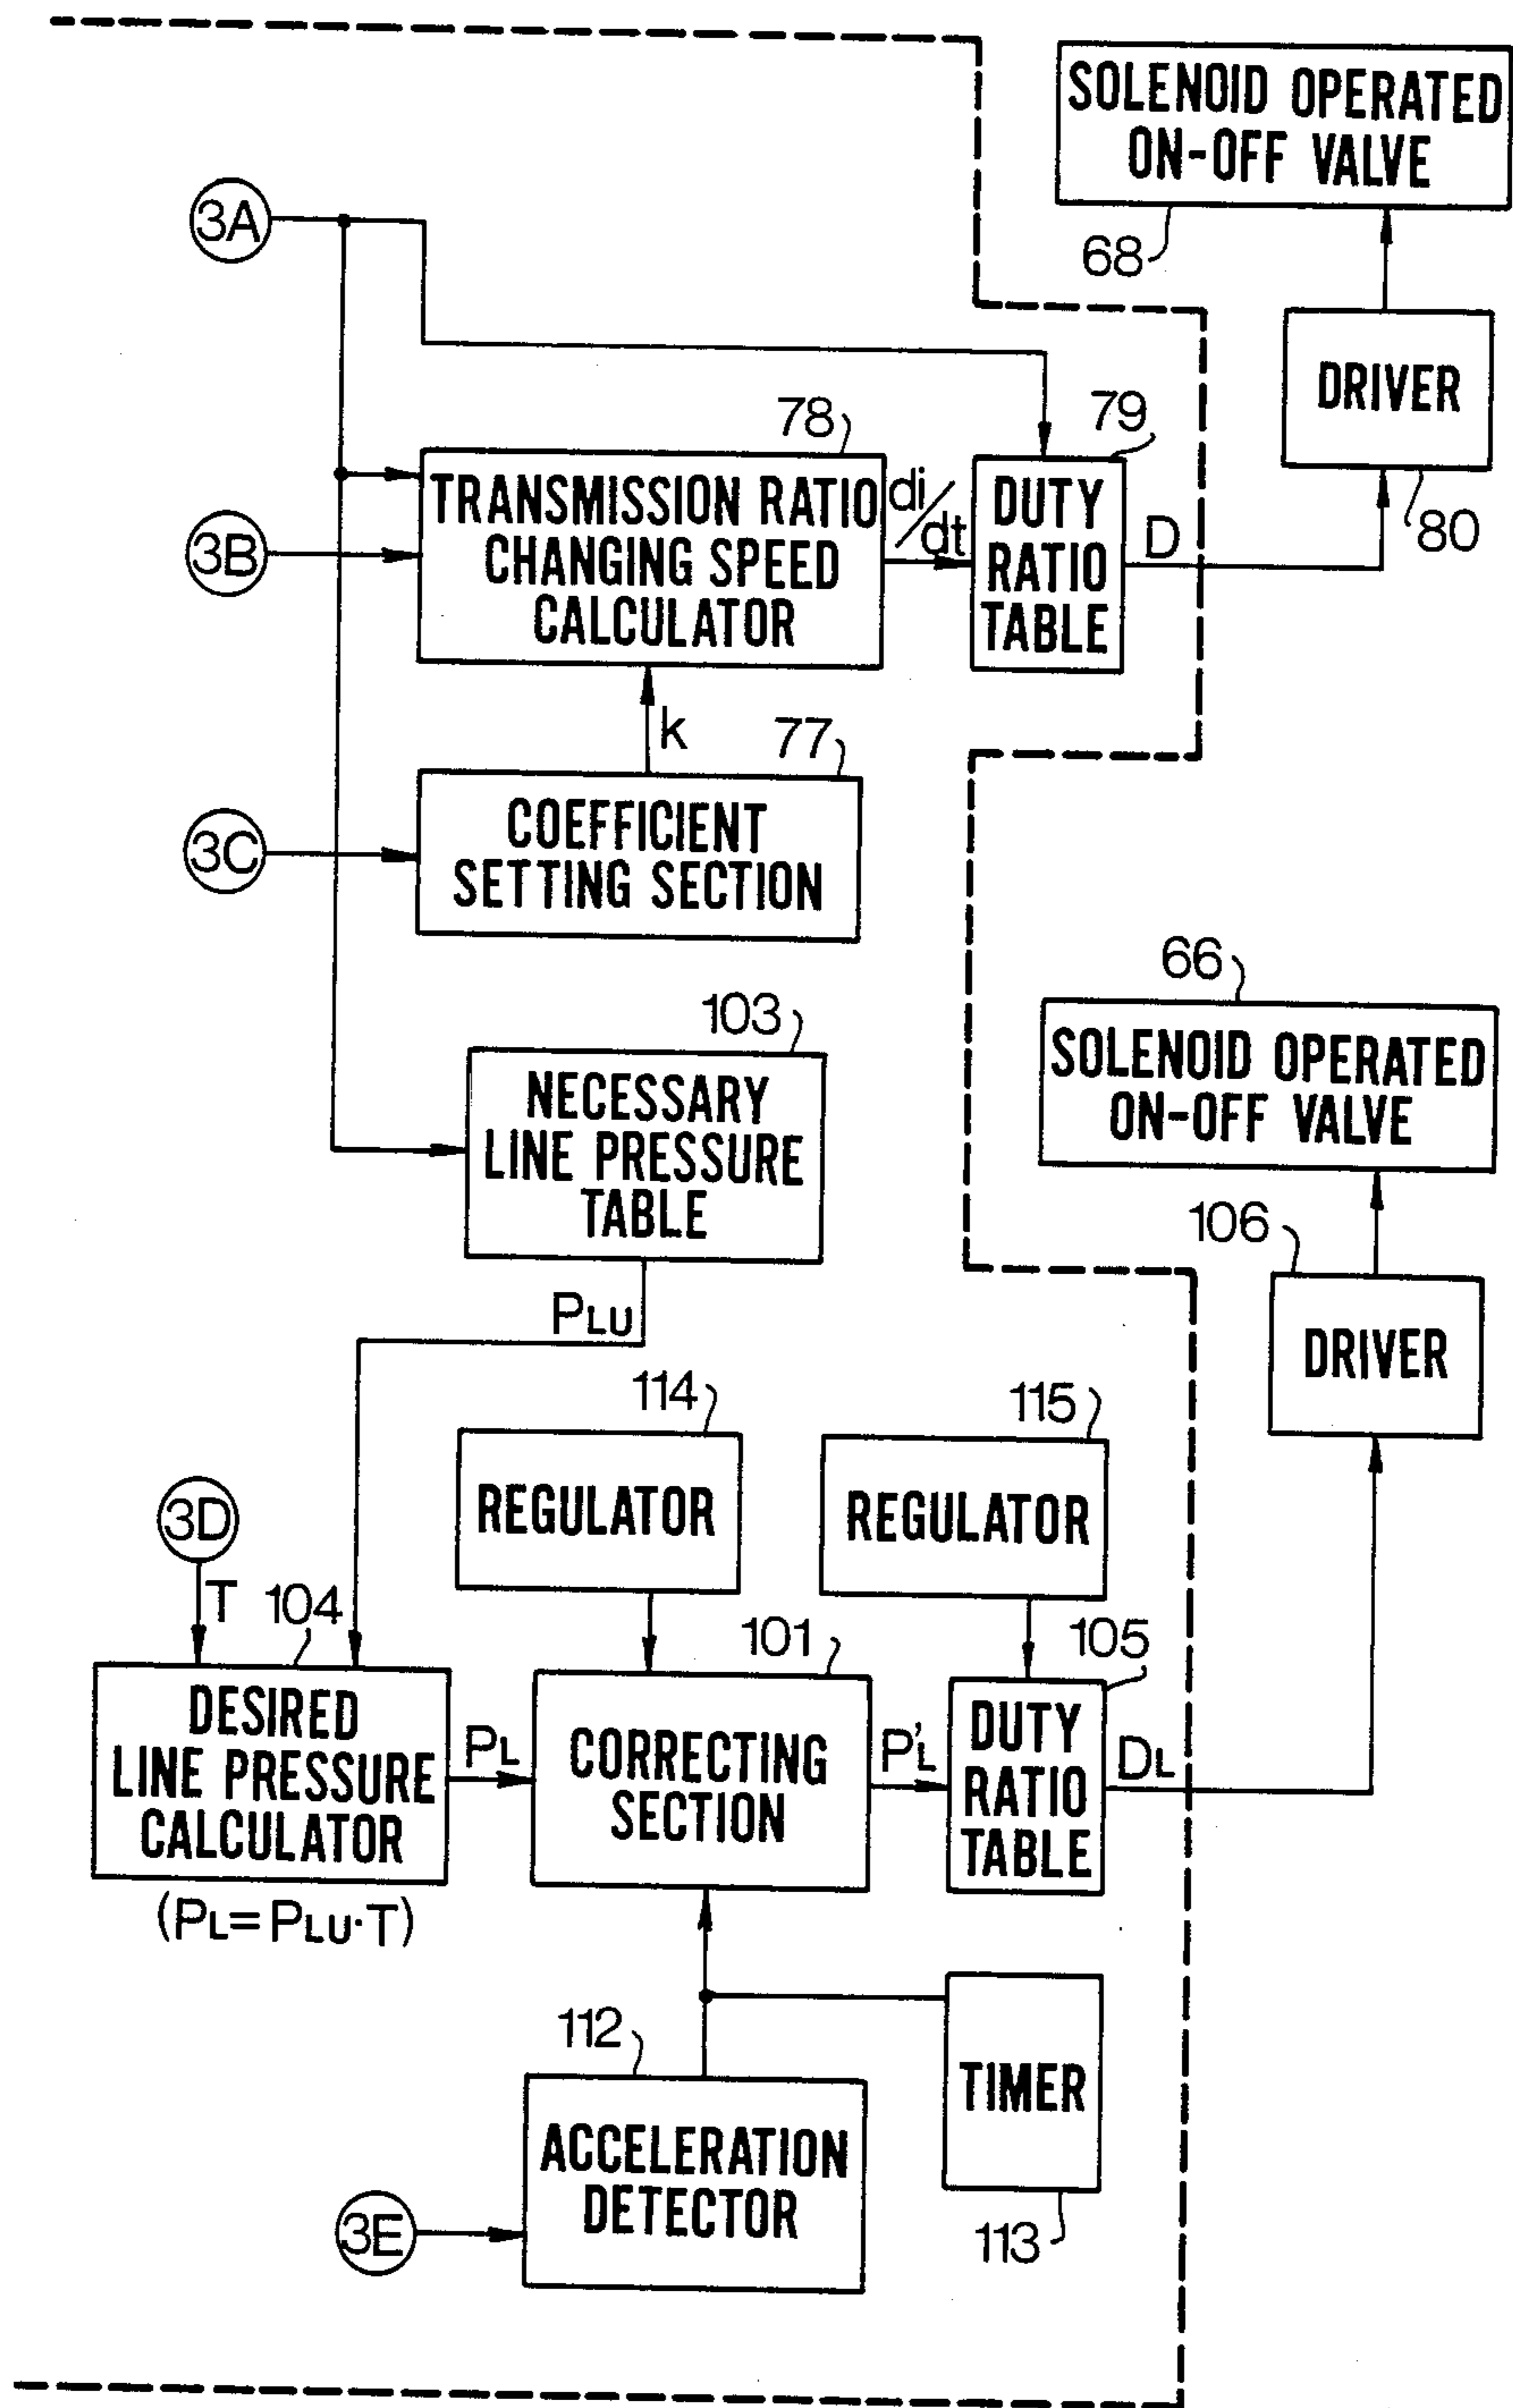 SOLENOID OPERATED
ON-OFF VALVE
68
3A
DRIVER
80
78
79
TRANSMISSION RATIO
CHANGING SPEED
CALCULATOR
di/dt
DUTY
RATIO
TABLE
D
3B
k
77
3C
COEFFICIENT
SETTING SECTION
66
SOLENOID OPERATED
ON-OFF VALVE
103
NECESSARY
LINE PRESSURE
TABLE
106
DRIVER
PLU
114
REGULATOR
115
REGULATOR
3D
T
104
DESIRED
LINE PRESSURE
CALCULATOR
(PL=PLU·T)
PL
101
CORRECTING
SECTION
P'L
105
DUTY
RATIO
TABLE
DL
112
ACCELERATION
DETECTOR
TIMER
113
3E